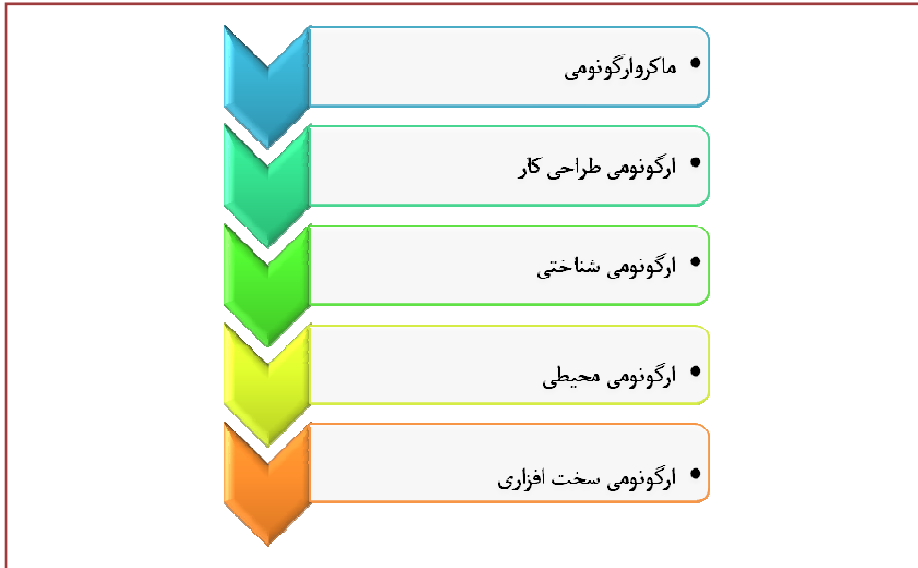 • ماکروارگونومی
• ارگونومی طراحی کار
• ارگونومی شناختی
• ارگونومی محیطی
• ارگونومی سخت افزاری